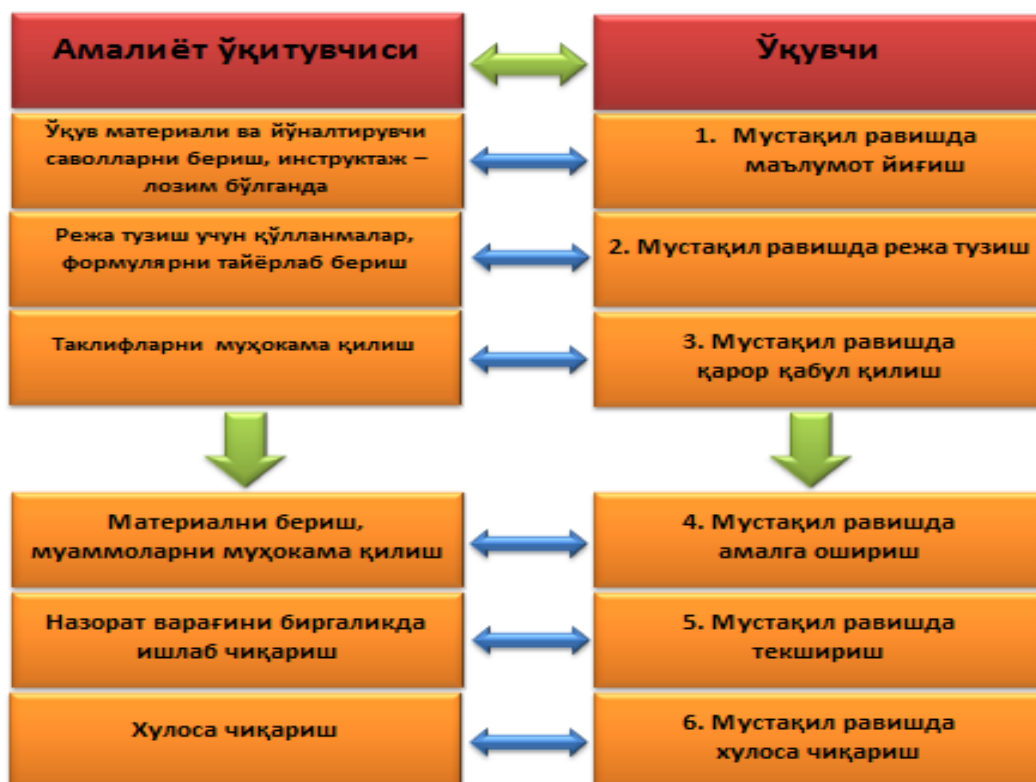 Амалиёт ўқитувчиси
Ўқувчи
Ўқув материали ва йўналтирувчи
саволларни бериш, инструктаж –
лозим бўлганда
1. Мустақил равишда
маълумот йиғиш
Режа тузиш учун қўлланмалар,
формулярни тайёрлаб бериш
2. Мустақил равишда режа тузиш
Таклифларни муҳокама қилиш
3. Мустақил равишда
қарор қабул қилиш
Материални бериш,
муаммоларни муҳокама қилиш
4. Мустақил равишда
амалга ошириш
Назорат варағини биргаликда
ишлаб чиқариш
5. Мустақил равишда
текшириш
Хулоса чиқариш
6. Мустақил равишда
хулоса чиқариш